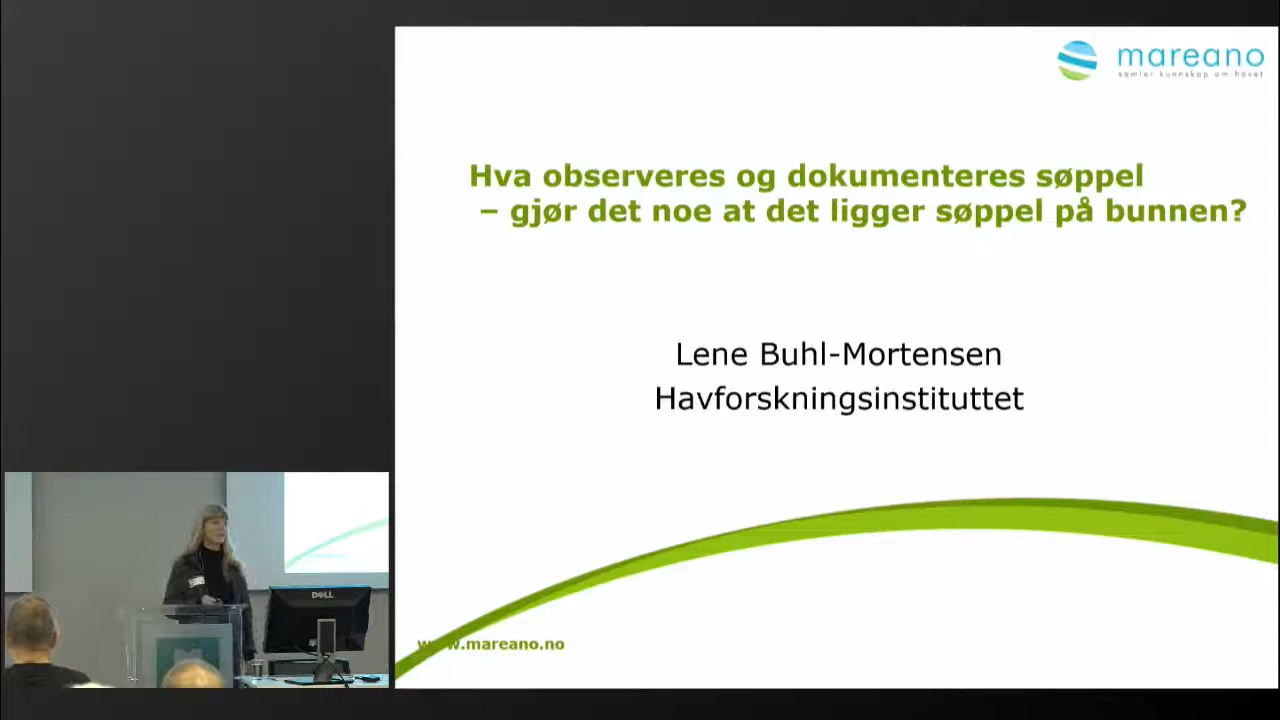 mareano
samler kunnskap om havet
Hva observeres og dokumenteres søppel
– gjør det noe at det ligger søppel på bunnen?
Lene Buhl-Mortensen
Havforskningsinstituttet
www.mareano.no
DELL